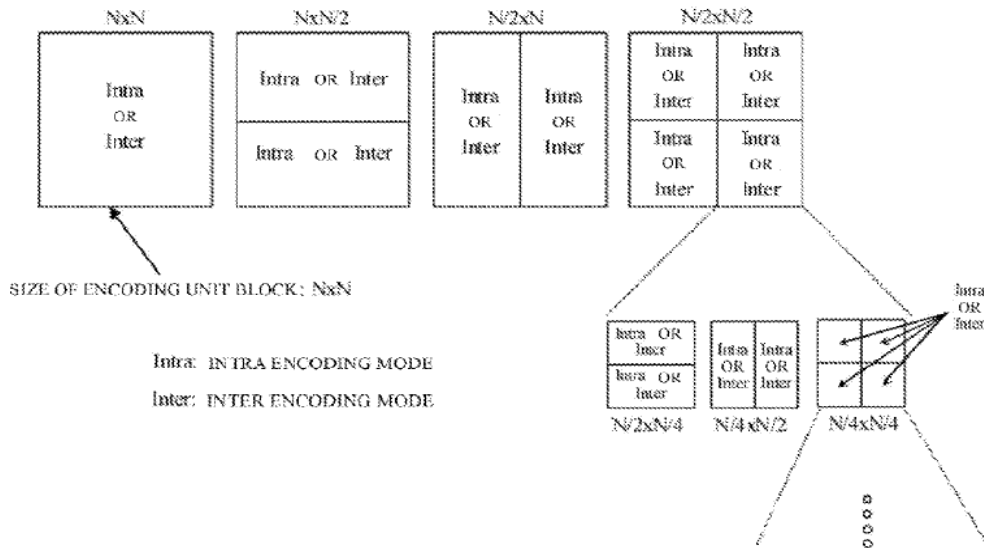 NxN
NxN/2
N/2xN
N/2xN/2
Intra
OR
Inter
Intra OR Inter
Intra OR Inter
Intra
OR
Inter
Intra
OR
Inter
Intra
OR
Inter
Intra
OR
Inter
Intra
OR
Inter
Intra
OR
Inter
SIZE OF ENCODING UNIT BLOCK: NxN
Intra: INTRA ENCODING MODE
Inter: INTER ENCODING MODE
Intra OR
Inter
Intra OR
Inter
Intra
OR
Inter
Intra
OR
Inter
Intra
OR
Inter
N/2xN/4
N/4xN/2
N/4xN/4